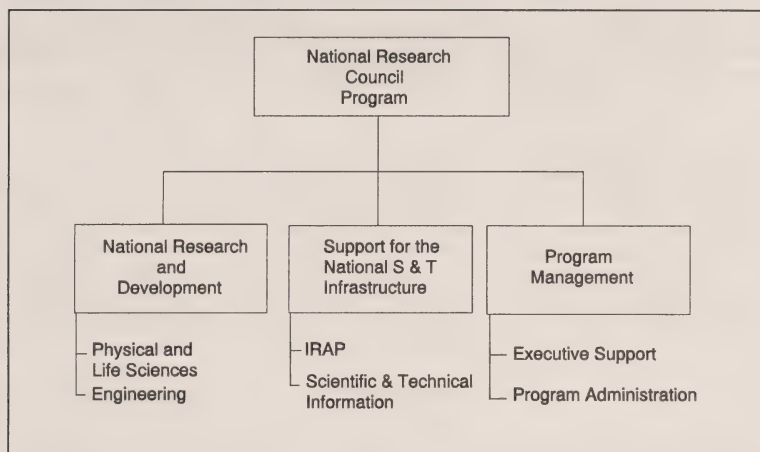 National Research
Council
Program
National Research
and
Development
Support for the
National S & T
Infrastructure
Program
Management
Physical and
Life Sciences
Engineering
IRAP
Scientific & Technical
Information
Executive Support
Program Administration